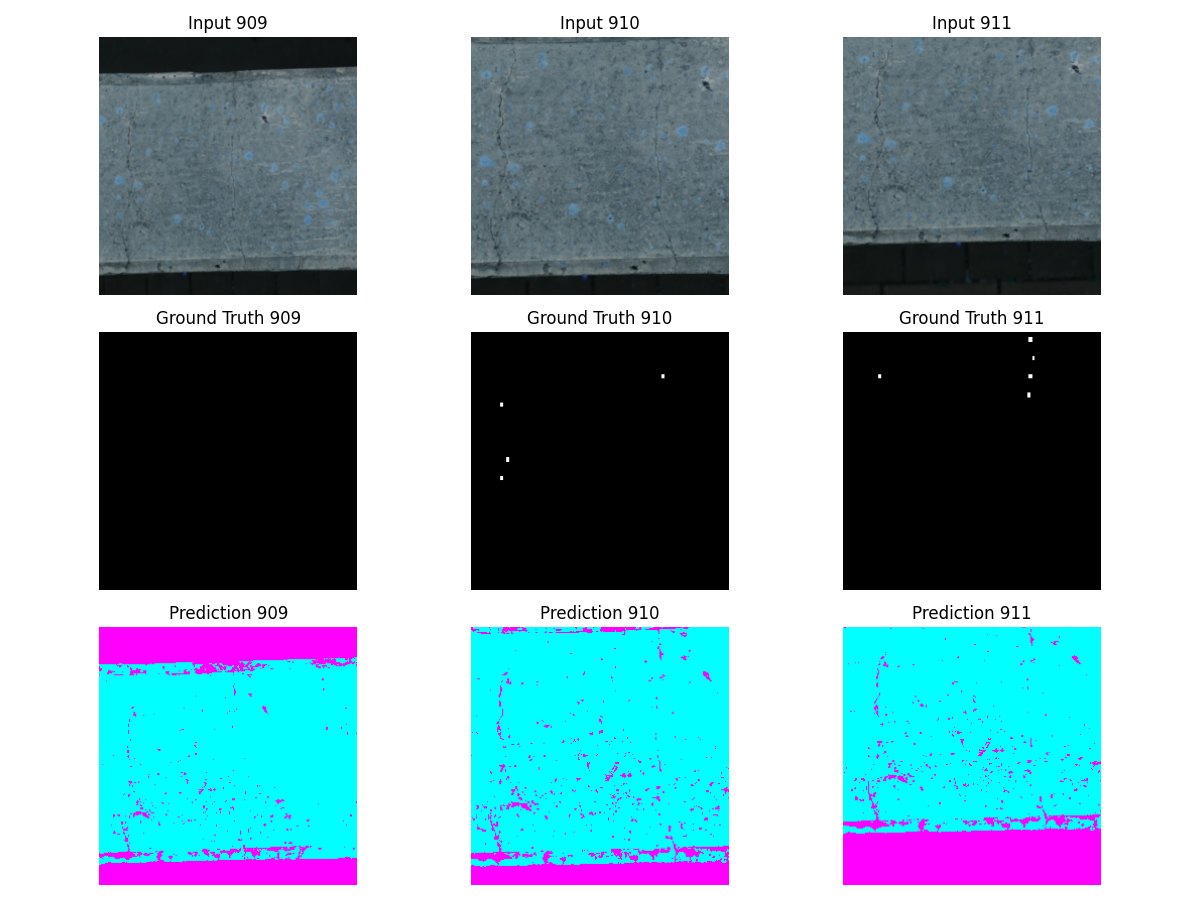 Input 909
Input 910
Input 911
Ground Truth 909
Ground Truth 910
Ground Truth 911
Prediction 909
Prediction 910
Prediction 911